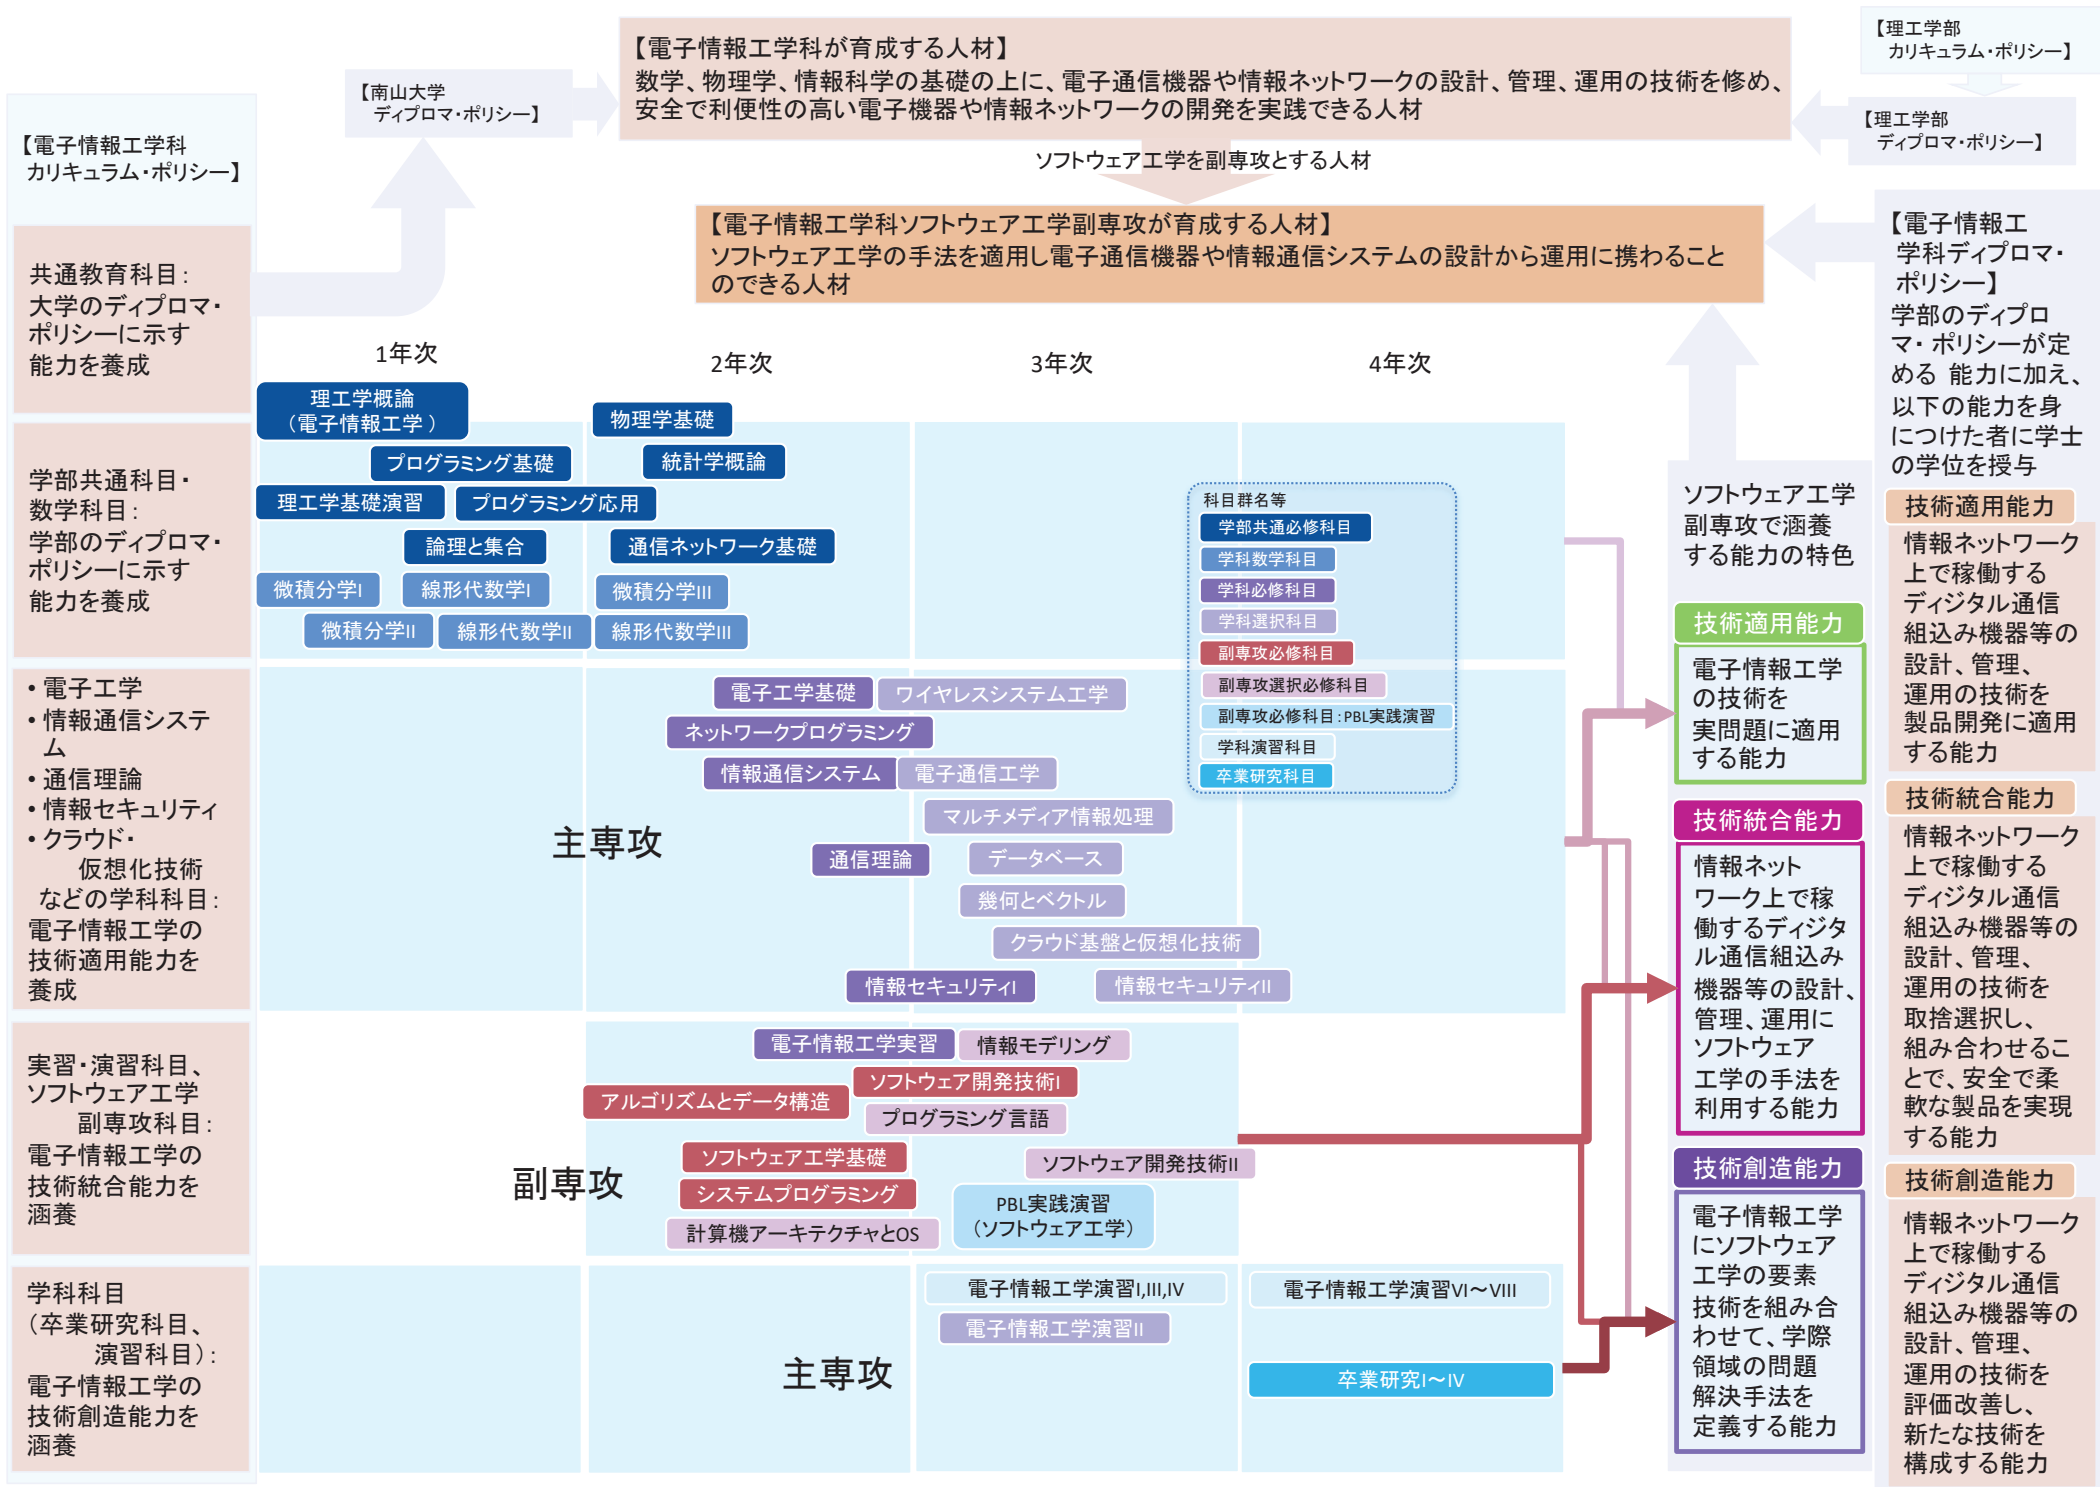 【電子情報工学科が育成する人材】
数学、物理学、情報科学の基礎の上に、電子通信機器や情報ネットワークの設計、管理、運用の技術を修め、
安全で利便性の高い電子機器や情報ネットワークの開発を実践できる人材
【理工学部
カリキュラム・ポリシー】
【南山大学
ディプロマ・ポリシー】
【理工学部
ディプロマ・ポリシー】
ソフトウェア工学を副専攻とする人材
【電子情報工学科ソフトウェア工学副専攻が育成する人材】
ソフトウェア工学の手法を適用し電子通信機器や情報通信システムの設計から運用に携わること
のできる人材
【電子情報工学科
カリキュラム・ポリシー】
共通教育科目:
大学のディプロマ・
ポリシーに示す
能力を養成
学部共通科目・
数学科目:
学部のディプロマ・
ポリシーに示す
能力を養成
• 電子工学
• 情報通信システ
ム
• 通信理論
• 情報セキュリティ
• クラウド・
仮想化技術
などの学科科目:
電子情報工学の
技術適用能力を
養成
実習・演習科目、
ソフトウェア工学
副専攻科目:
電子情報工学の
技術統合能力を
涵養
学科科目
(卒業研究科目、
演習科目):
電子情報工学の
技術創造能力を
涵養
1年次
2年次
3年次
4年次
理工学概論
(電子情報工学)
物理学基礎
プログラミング基礎
統計学概論
理工学基礎演習
プログラミング応用
論理と集合
通信ネットワーク基礎
微積分学I
線形代数学I
微積分学III
微積分学II
線形代数学II
線形代数学III
科目群名等
学部共通必修科目
学科数学科目
学科必修科目
学科選択科目
副専攻必修科目
副専攻選択必修科目
副専攻必修科目:PBL実践演習
学科演習科目
卒業研究科目
電子工学基礎
ワイヤレスシステム工学
ネットワークプログラミング
情報通信システム
電子通信工学
マルチメディア情報処理
主専攻
通信理論
データベース
幾何とベクトル
クラウド基盤と仮想化技術
情報セキュリティI
情報セキュリティII
電子情報工学実習
情報モデリング
ソフトウェア開発技術I
アルゴリズムとデータ構造
プログラミング言語
ソフトウェア工学基礎
ソフトウェア開発技術II
副専攻
システムプログラミング
PBL実践演習
(ソフトウェア工学)
計算機アーキテクチャとOS
電子情報工学演習I,III,IV
電子情報工学演習VI~VIII
電子情報工学演習II
主専攻
卒業研究I~IV
ソフトウェア工学
副専攻で涵養
する能力の特色
技術適用能力
電子情報工学
の技術を
実問題に適用
する能力
技術統合能力
情報ネット
ワーク上で稼
働するディジタ
ル通信組込み
機器等の設計、
管理、運用に
ソフトウェア
工学の手法を
利用する能力
技術創造能力
電子情報工学
にソフトウェア
工学の要素
技術を組み合
わせて、学際
領域の問題
解決手法を
定義する能力
【電子情報工
学科ディプロマ・
ポリシー】
学部のディプロ
マ・ポリシーが定
める 能力に加え、
以下の能力を身
につけた者に学士
の学位を授与
技術適用能力
情報ネットワーク
上で稼働する
ディジタル通信
組込み機器等の
設計、管理、
運用の技術を
製品開発に適用
する能力
技術統合能力
情報ネットワーク
上で稼働する
ディジタル通信
組込み機器等の
設計、管理、
運用の技術を
取捨選択し、
組み合わせるこ
とで、安全で柔
軟な製品を実現
する能力
技術創造能力
情報ネットワーク
上で稼働する
ディジタル通信
組込み機器等の
設計、管理、
運用の技術を
評価改善し、
新たな技術を
構成する能力